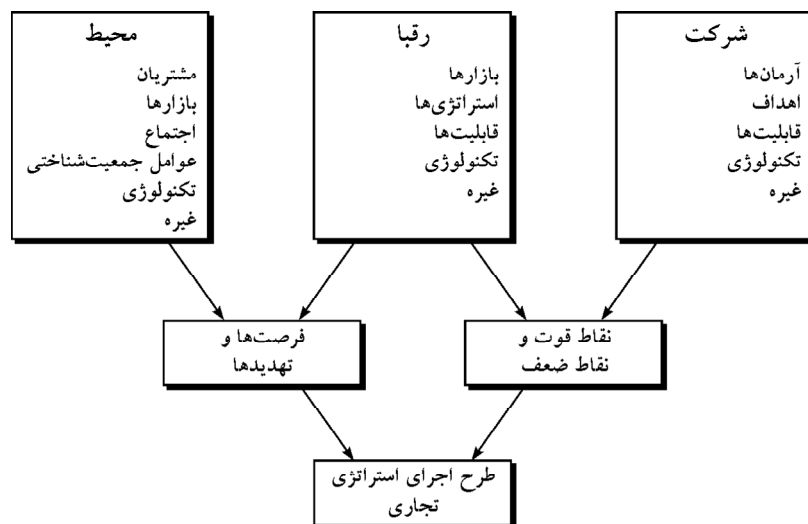 شرکت
آرمان‌ها
اهداف
قابلیت‌ها
تکنولوژی
غیره
رقبا
بازارها
استراتژی‌ها
قابلیت‌ها
تکنولوژی
غیره
محیط
مشتریان
بازارها
اجتماع
عوامل جمعیت‌شناختی
تکنولوژی
غیره
نقاط قوت و
نقاط ضعف
فرصت‌ها و
تهدیدها
طرح اجرای استراتژی
تجاری